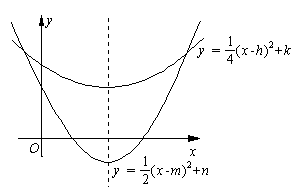 y
y = 1/4(x-h)²+k
O
x
y = 1/2(x-m)²+n